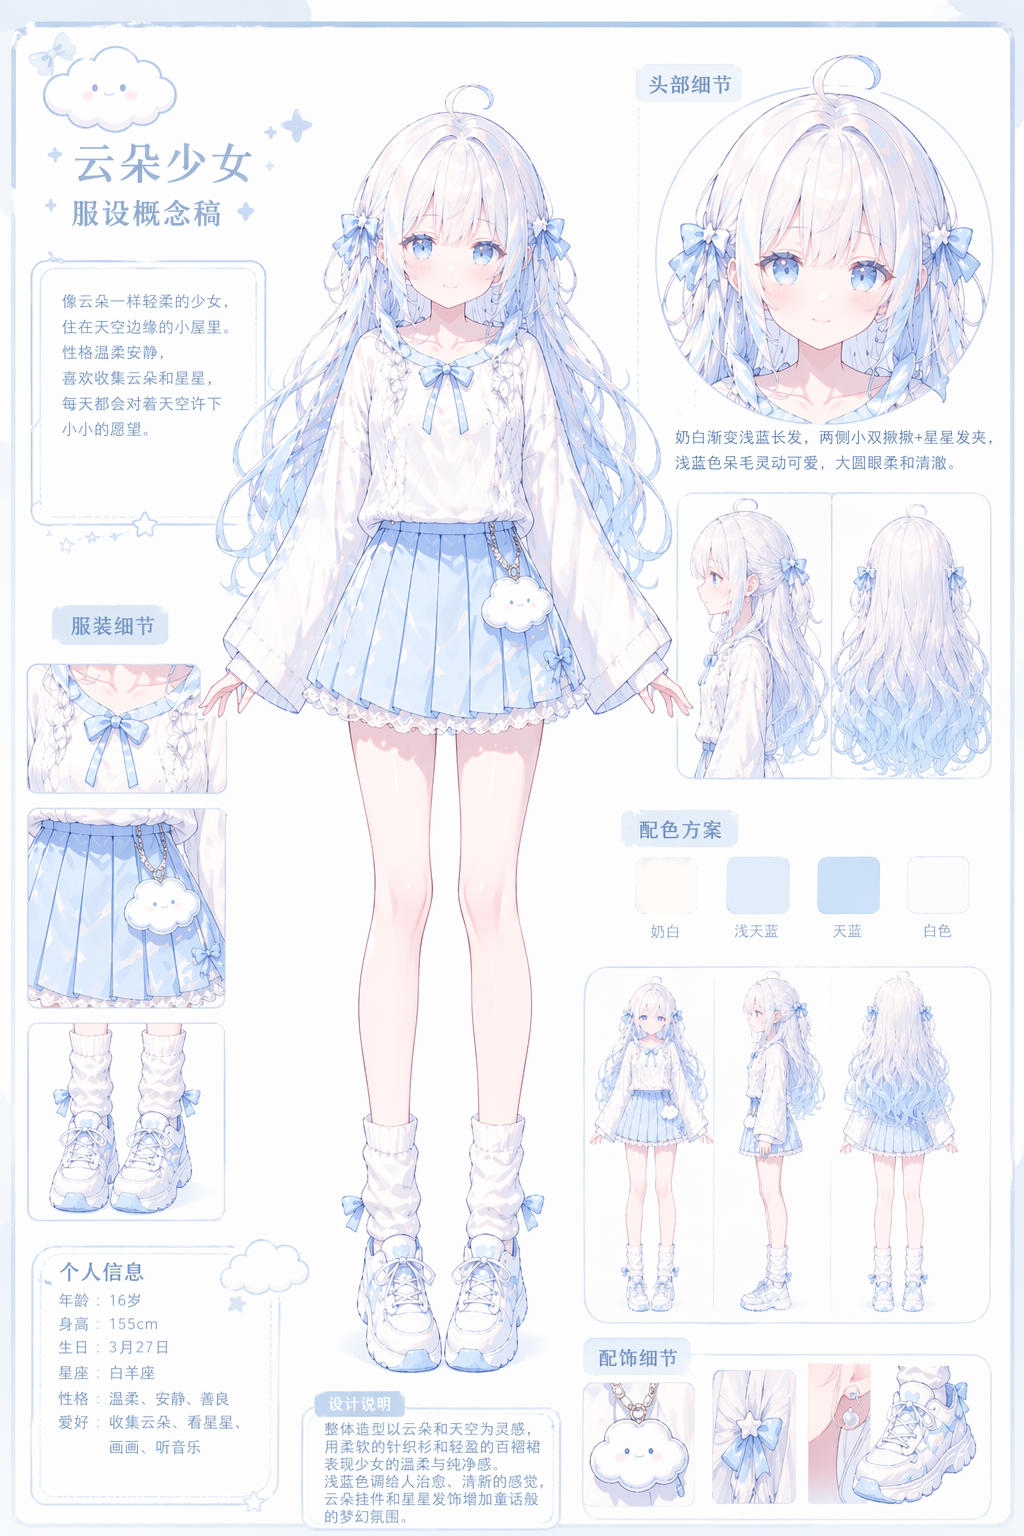 云朵少女
服设概念稿
像云朵一样轻柔的少女，
住在天空边缘的小屋里。
性格温柔安静，
喜欢收集云朵和星星，
每天都会对着天空许下
小小的愿望。
头部细节
奶白渐变浅蓝长发，两侧小双揪揪+星星发夹，
浅蓝色呆毛灵动可爱，大圆眼柔和清澈。
服装细节
配色方案
奶白
浅天蓝
天蓝
白色
个人信息
年龄：16岁
身高：155cm
生日：3月27日
星座：白羊座
性格：温柔、安静、善良
爱好：收集云朵、看星星、
画画、听音乐
设计说明
整体造型以云朵和天空为灵感，
用柔软的针织衫和轻盈的百褶裙
表现少女的温柔与纯净感。
浅蓝色调给人治愈、清新的感觉，
云朵挂件和星星发饰增加童话般
的梦幻氛围。
配饰细节